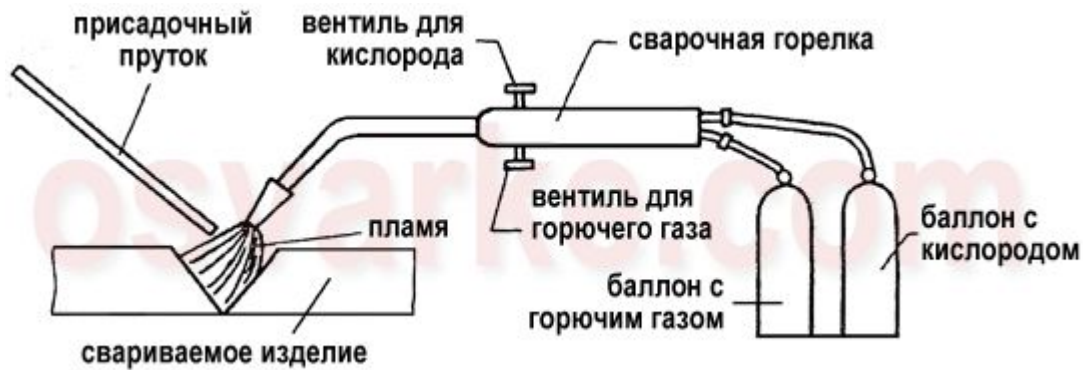 присадочный
пруток
вентиль для
кислорода
сварочная горелка
пламя
вентиль для
горючего газа
баллон с
кислородом
баллон с
горючим газом
свариваемое изделие
osvarke.com